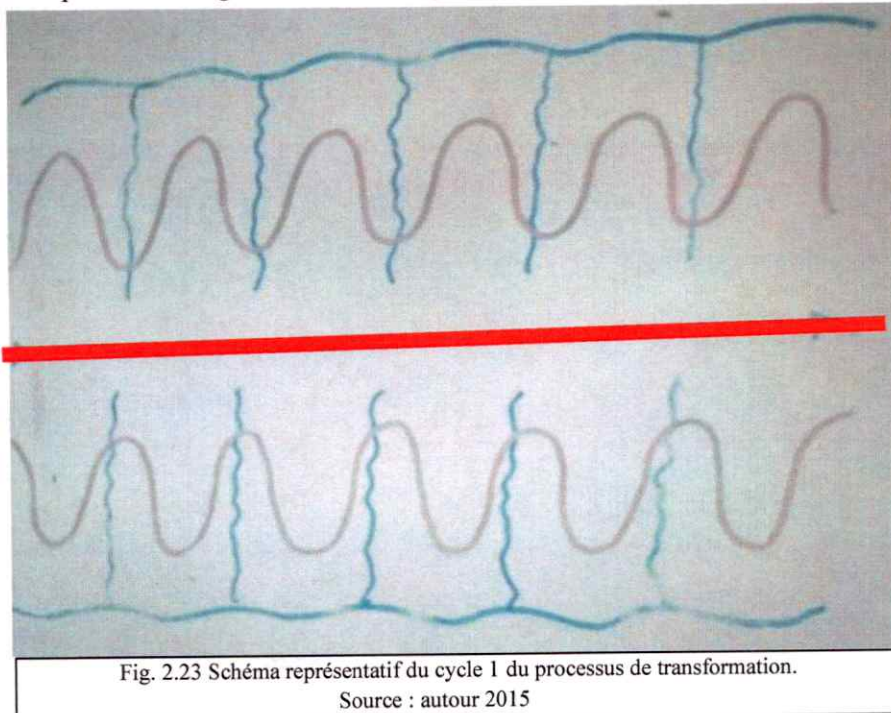 Fig. 2.23 Schéma représentatif du cycle 1 du processus de transformation.
Source : autour 2015